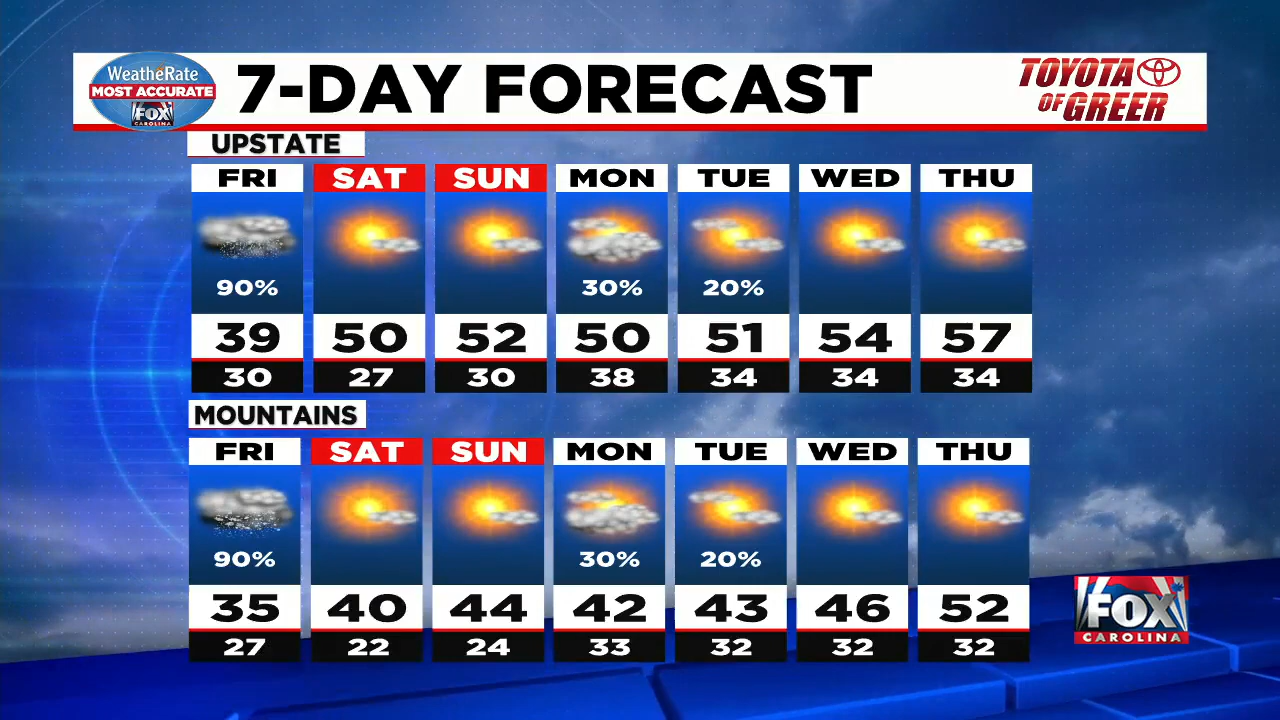 WeatheRate
MOST ACCURATE
FOX
CAROLINA
7-DAY FORECAST
TOYOTA
OF GREER
UPSTATE
FRI SAT SUN MON TUE WED THU
90% 30% 20%
39 50 52 50 51 54 57
30 27 30 38 34 34 34
MOUNTAINS
FRI SAT SUN MON TUE WED THU
90% 30% 20%
35 40 44 42 43 46 52
27 22 24 33 32 32 32
FOX
CAROLINA